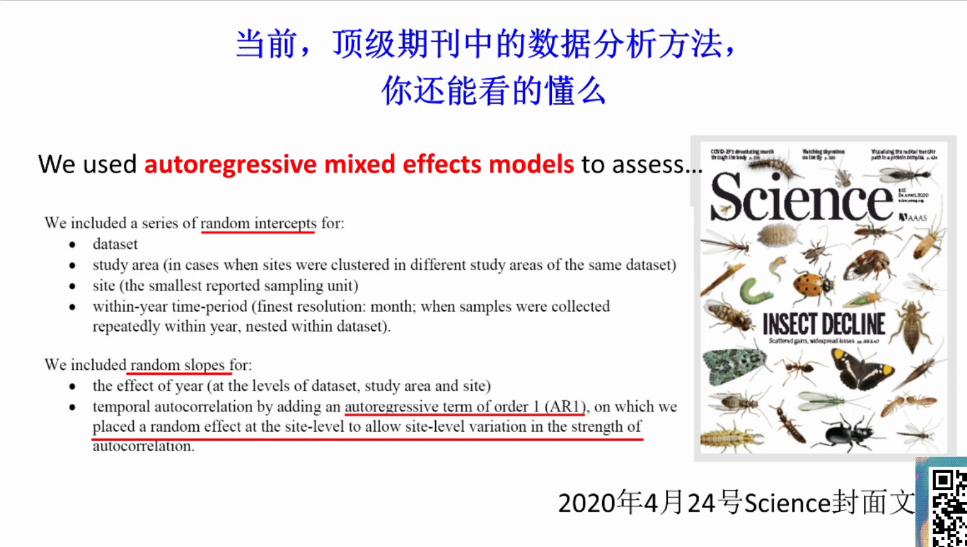 当前，顶级期刊中的数据分析方法，
你还能看的懂么
We used autoregressive mixed effects models to assess…
We included a series of random intercepts for:
• dataset
• study area (in cases when sites were clustered in different study areas of the same dataset)
• site (the smallest reported sampling unit)
• within-year time-period (finest resolution: month; when samples were collected
repeatedly within year, nested within dataset).
We included random slopes for:
• the effect of year (at the levels of dataset, study area and site)
• temporal autocorrelation by adding an autoregressive term of order 1 (AR1), on which we
placed a random effect at the site-level to allow site-level variation in the strength of
autocorrelation.
COVID-19's devastating march
through the body
Science
AAAS
INSECT DECLINE
Scattered gains, widespread losses
2020年4月24号Science封面文